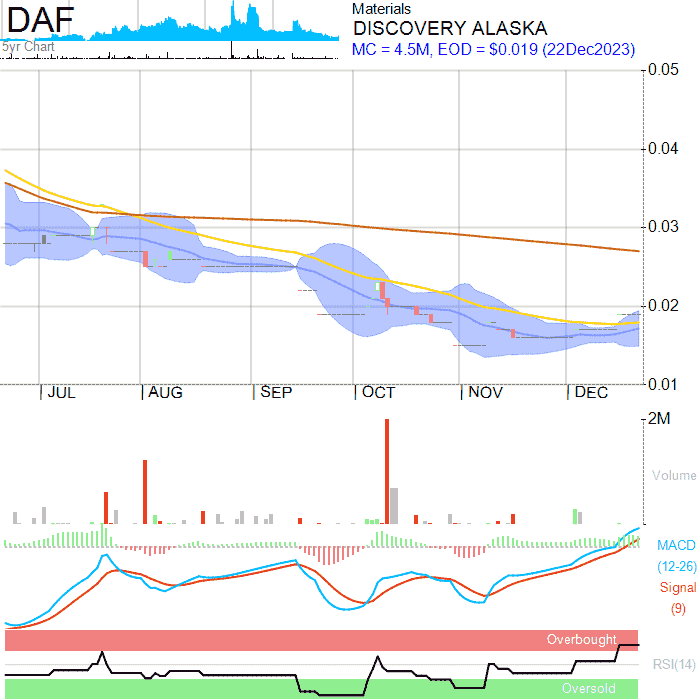 DAF
5yr Chart
Materials
DISCOVERY ALASKA
MC = 4.5M, EOD = $0.019 (22Dec2023)
0.05
0.04
0.03
0.02
0.01
JUL AUG SEP OCT NOV DEC
2M
Volume
MACD
(12-26)
Signal
(9)
Overbought
RSI(14)
Oversold